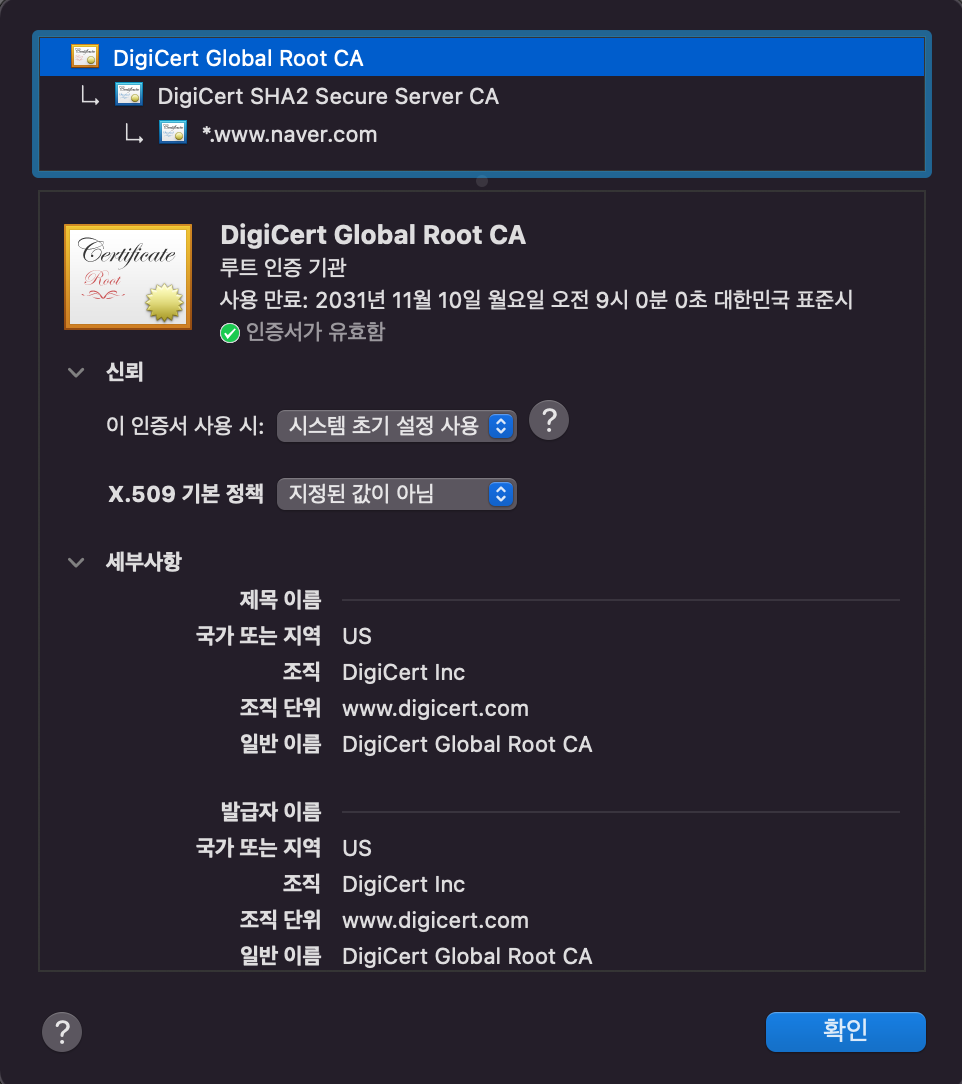 DigiCert Global Root CA
DigiCert SHA2 Secure Server CA
*.www.naver.com
Certificate
Root
DigiCert Global Root CA
루트 인증 기관
사용 만료: 2031년 11월 10일 월요일 오전 9시 0분 0초 대한민국 표준시
인증서가 유효함
신뢰
이 인증서 사용 시: 시스템 초기 설정 사용 ?
X.509 기본 정책 지정된 값이 아님
세부사항
제목 이름
국가 또는 지역 US
조직 DigiCert Inc
조직 단위 www.digicert.com
일반 이름 DigiCert Global Root CA
발급자 이름
국가 또는 지역 US
조직 DigiCert Inc
조직 단위 www.digicert.com
일반 이름 DigiCert Global Root CA
? 확인